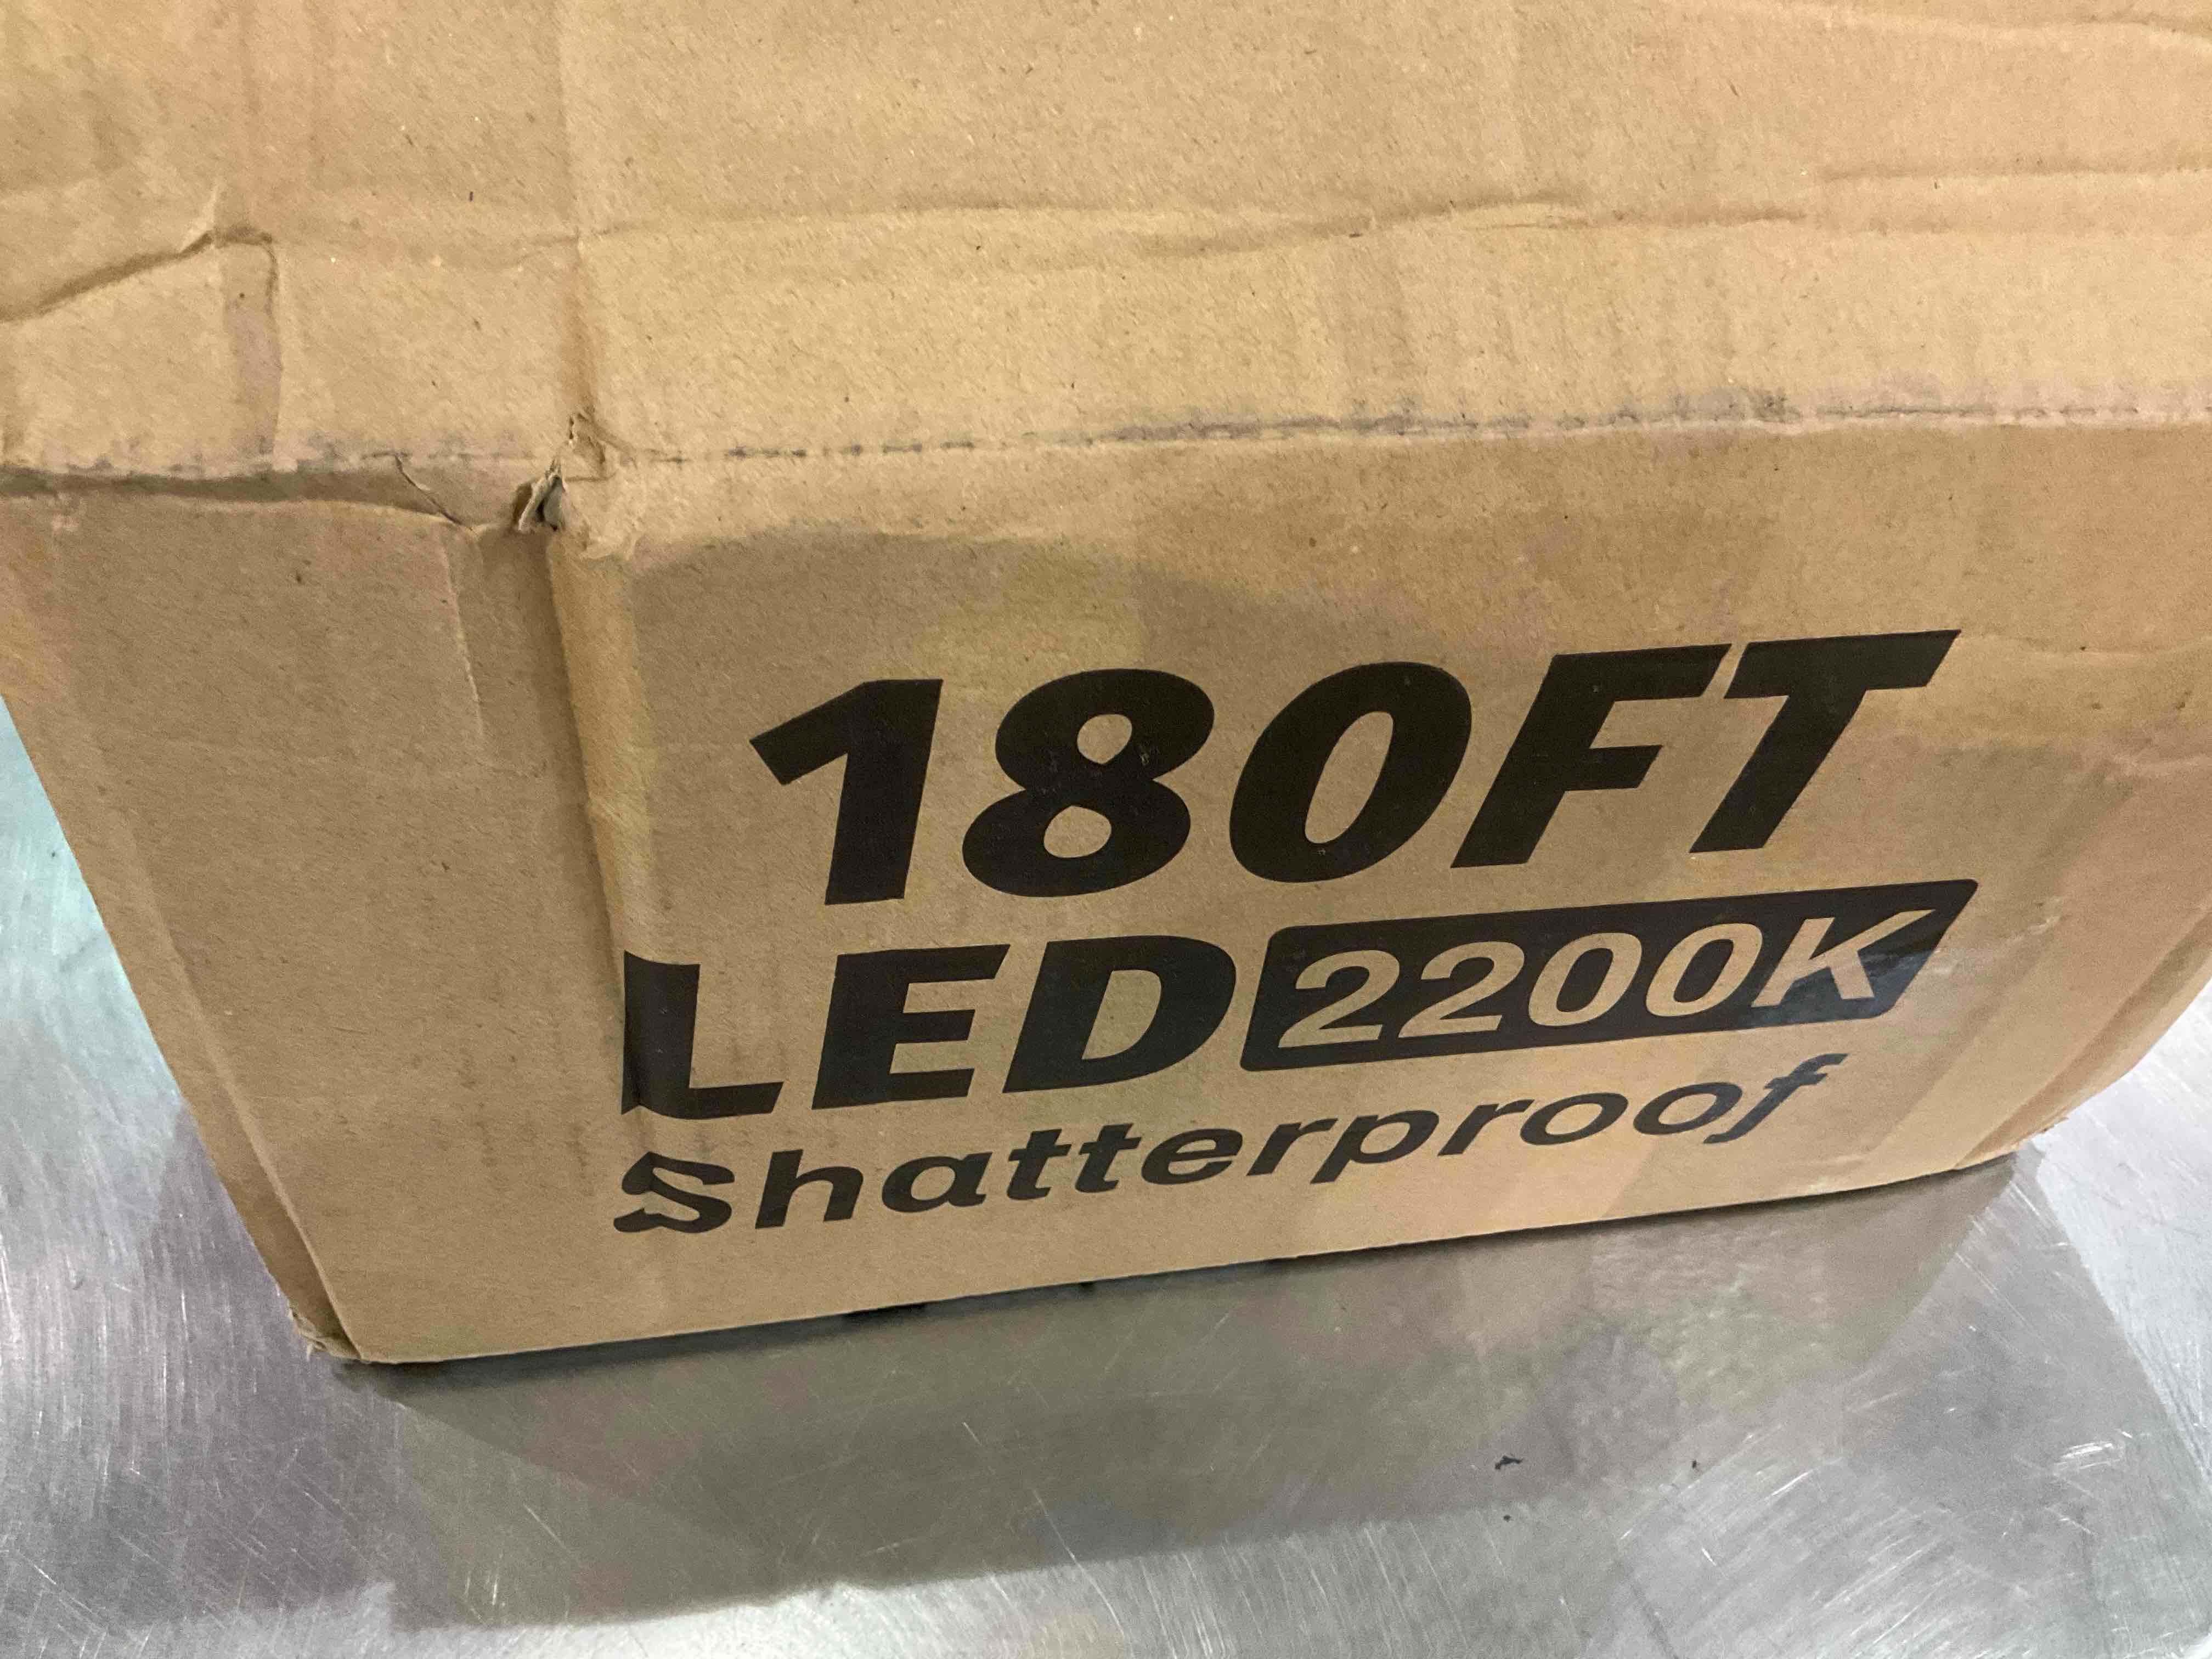 180FT
LED 2200K
Shatterproof